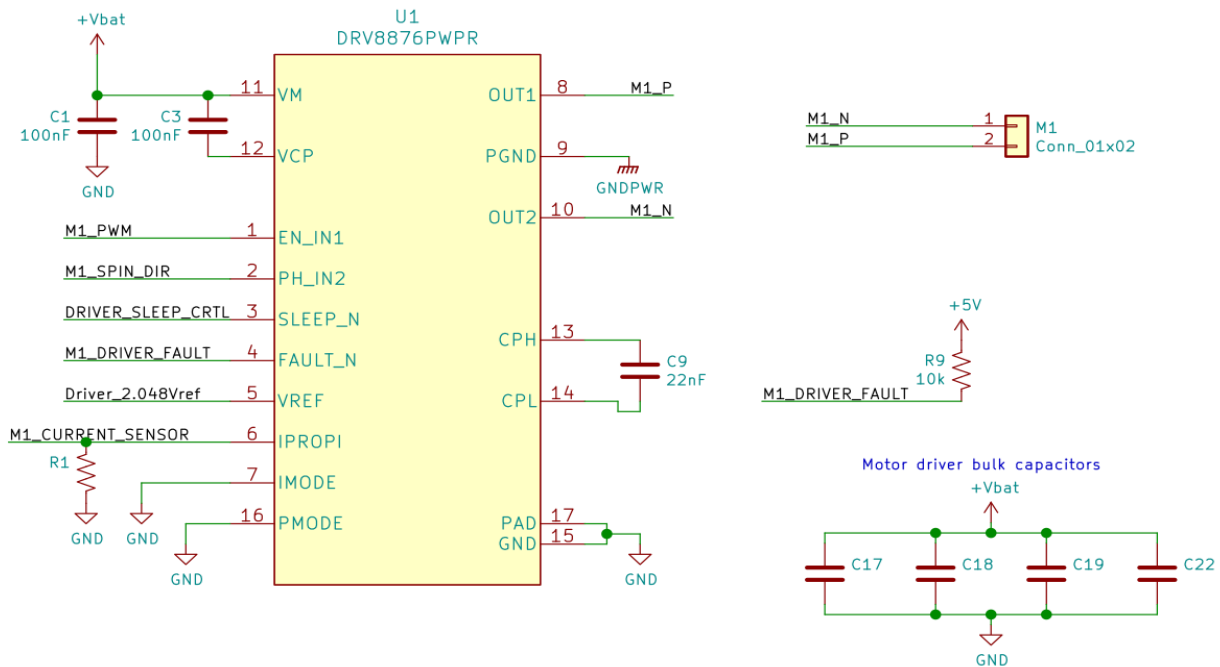 +Vbat
U1
DRV8876PWPR
C1
100nF
C3
100nF
GND
11
VM
12
VCP
M1_PWM
1
EN_IN1
M1_SPIN_DIR
2
PH_IN2
DRIVER_SLEEP_CRTL
3
SLEEP_N
M1_DRIVER_FAULT
4
FAULT_N
Driver_2.048Vref
5
VREF
M1_CURRENT_SENSOR
6
IPROPI
R1
7
IMODE
GND
GND
16
PMODE
GND
OUT1
8
M1_P
PGND
9
GNDPWR
OUT2
10
M1_N
CPH
13
C9
22nF
CPL
14
PAD
17
GND
15
GND
M1_N
1
M1_P
2
M1
Conn_01x02
+5V
R9
10k
M1_DRIVER_FAULT
Motor driver bulk capacitors
+Vbat
C17
C18
C19
C22
GND